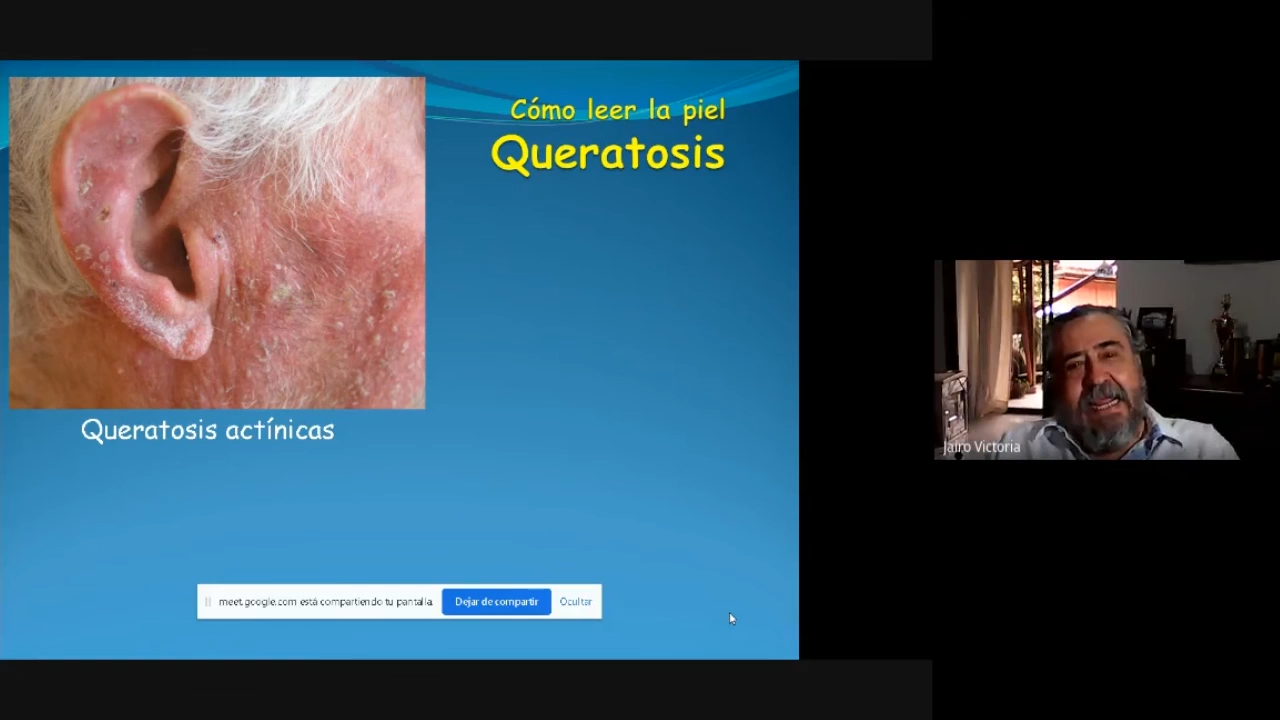 Cómo leer la piel
Queratosis
Queratosis actínicas
meet.google.com está compartiendo tu pantalla.
Dejar de compartir
Ocultar
Jairo Victoria